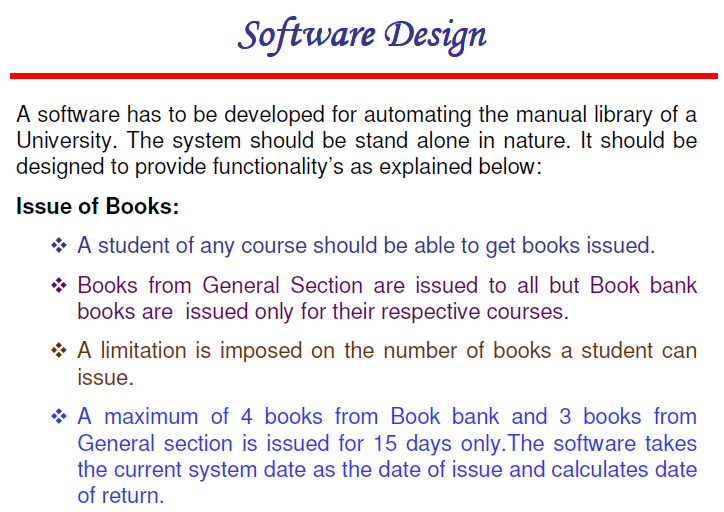 Software Design
A software has to be developed for automating the manual library of a
University. The system should be stand alone in nature. It should be
designed to provide functionality's as explained below:
Issue of Books:
❖ A student of any course should be able to get books issued.
❖ Books from General Section are issued to all but Book bank
books are issued only for their respective courses.
❖ A limitation is imposed on the number of books a student can
issue.
❖ A maximum of 4 books from Book bank and 3 books from
General section is issued for 15 days only.The software takes
the current system date as the date of issue and calculates date
of return.